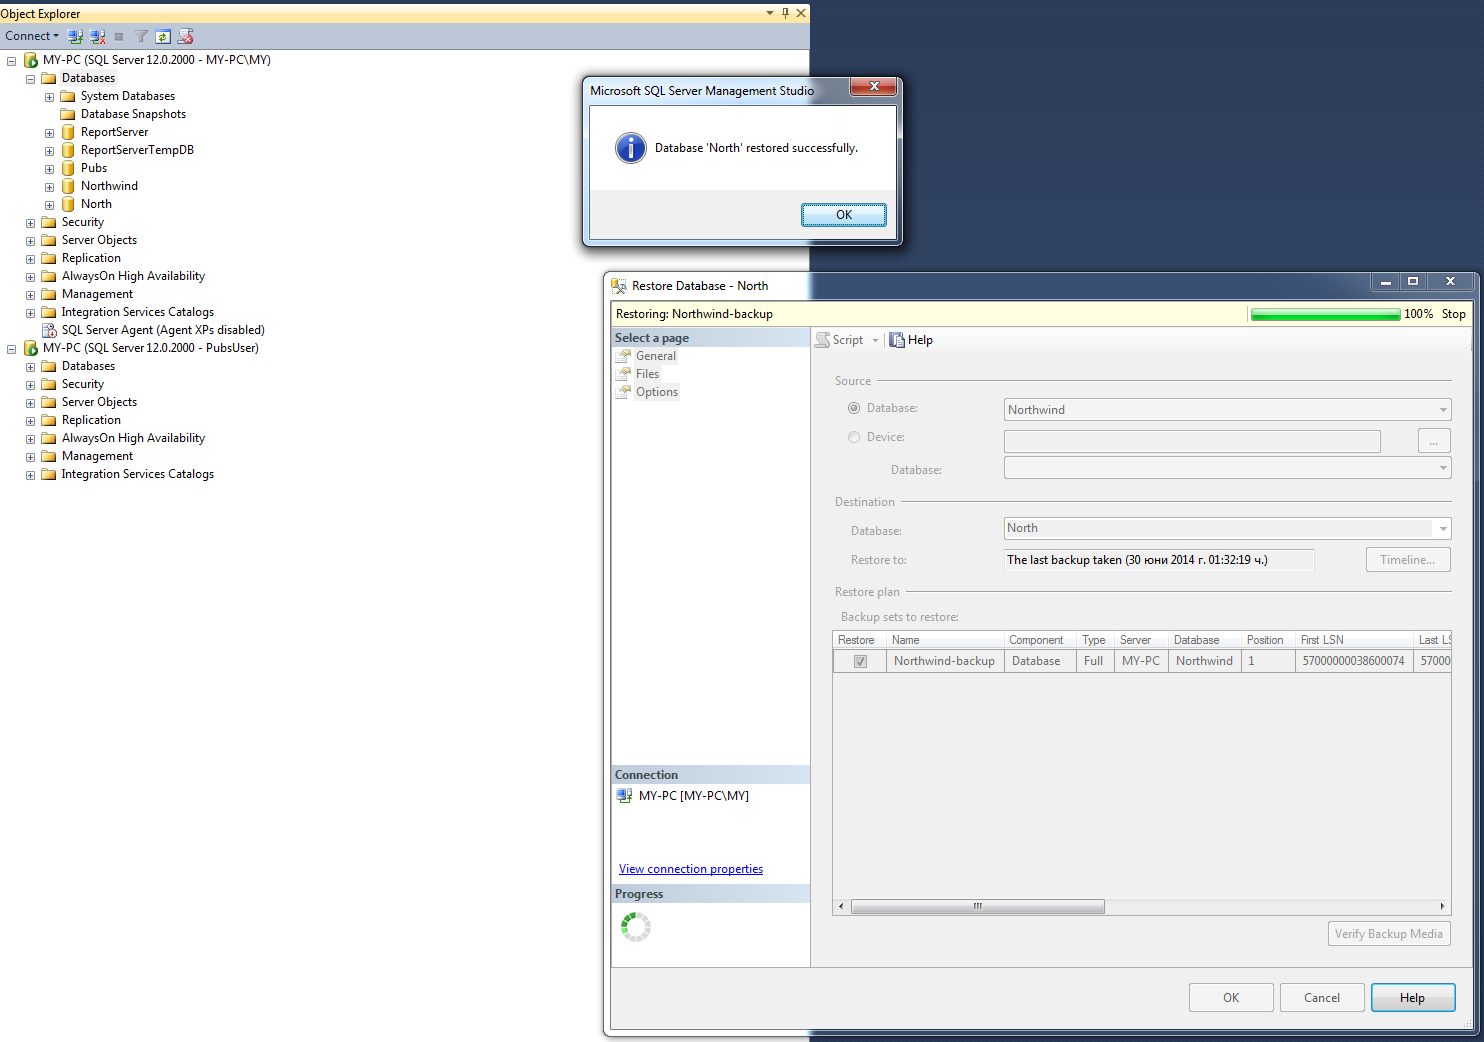 Object Explorer
Connect
MY-PC (SQL Server 12.0.2000 - MY-PC\MY)
Databases
System Databases
Database Snapshots
ReportServer
ReportServerTempDB
Pubs
Northwind
North
Security
Server Objects
Replication
AlwaysOn High Availability
Management
Integration Services Catalogs
SQL Server Agent (Agent XPs disabled)
MY-PC (SQL Server 12.0.2000 - PubsUser)
Databases
Security
Server Objects
Replication
AlwaysOn High Availability
Management
Integration Services Catalogs
Microsoft SQL Server Management Studio
Database 'North' restored successfully.
OK
Restore Database - North
Restoring: Northwind-backup
100% Stop
Select a page
General
Files
Options
Connection
MY-PC [MY-PC\MY]
View connection properties
Progress
Script Help
Source
Database: Northwind
Device: ...
Database:
Destination
Database: North
Restore to: The last backup taken (30 юни 2014 г. 01:32:19 ч.) Timeline...
Restore plan
Backup sets to restore:
Restore Name Component Type Server Database Position First LSN Last LS
Northwind-backup Database Full MY-PC Northwind 1 57000000038600074 57000
Verify Backup Media
OK Cancel Help